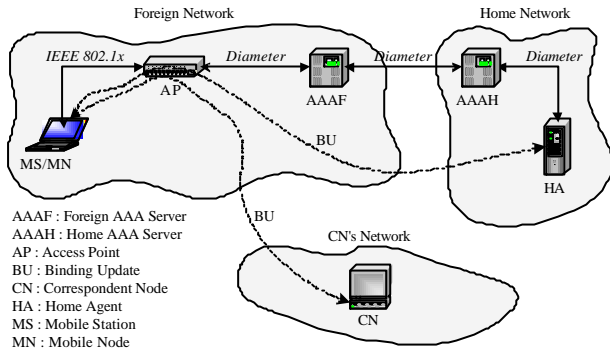 Foreign Network
Home Network
IEEE 802.1x
Diameter
Diameter
Diameter
AP
AAAF
AAAH
BU
MS/MN
HA
BU
AAAF : Foreign AAA Server
AAAH : Home AAA Server
AP : Access Point
BU : Binding Update
CN : Correspondent Node
HA : Home Agent
MS : Mobile Station
MN : Mobile Node
CN's Network
CN